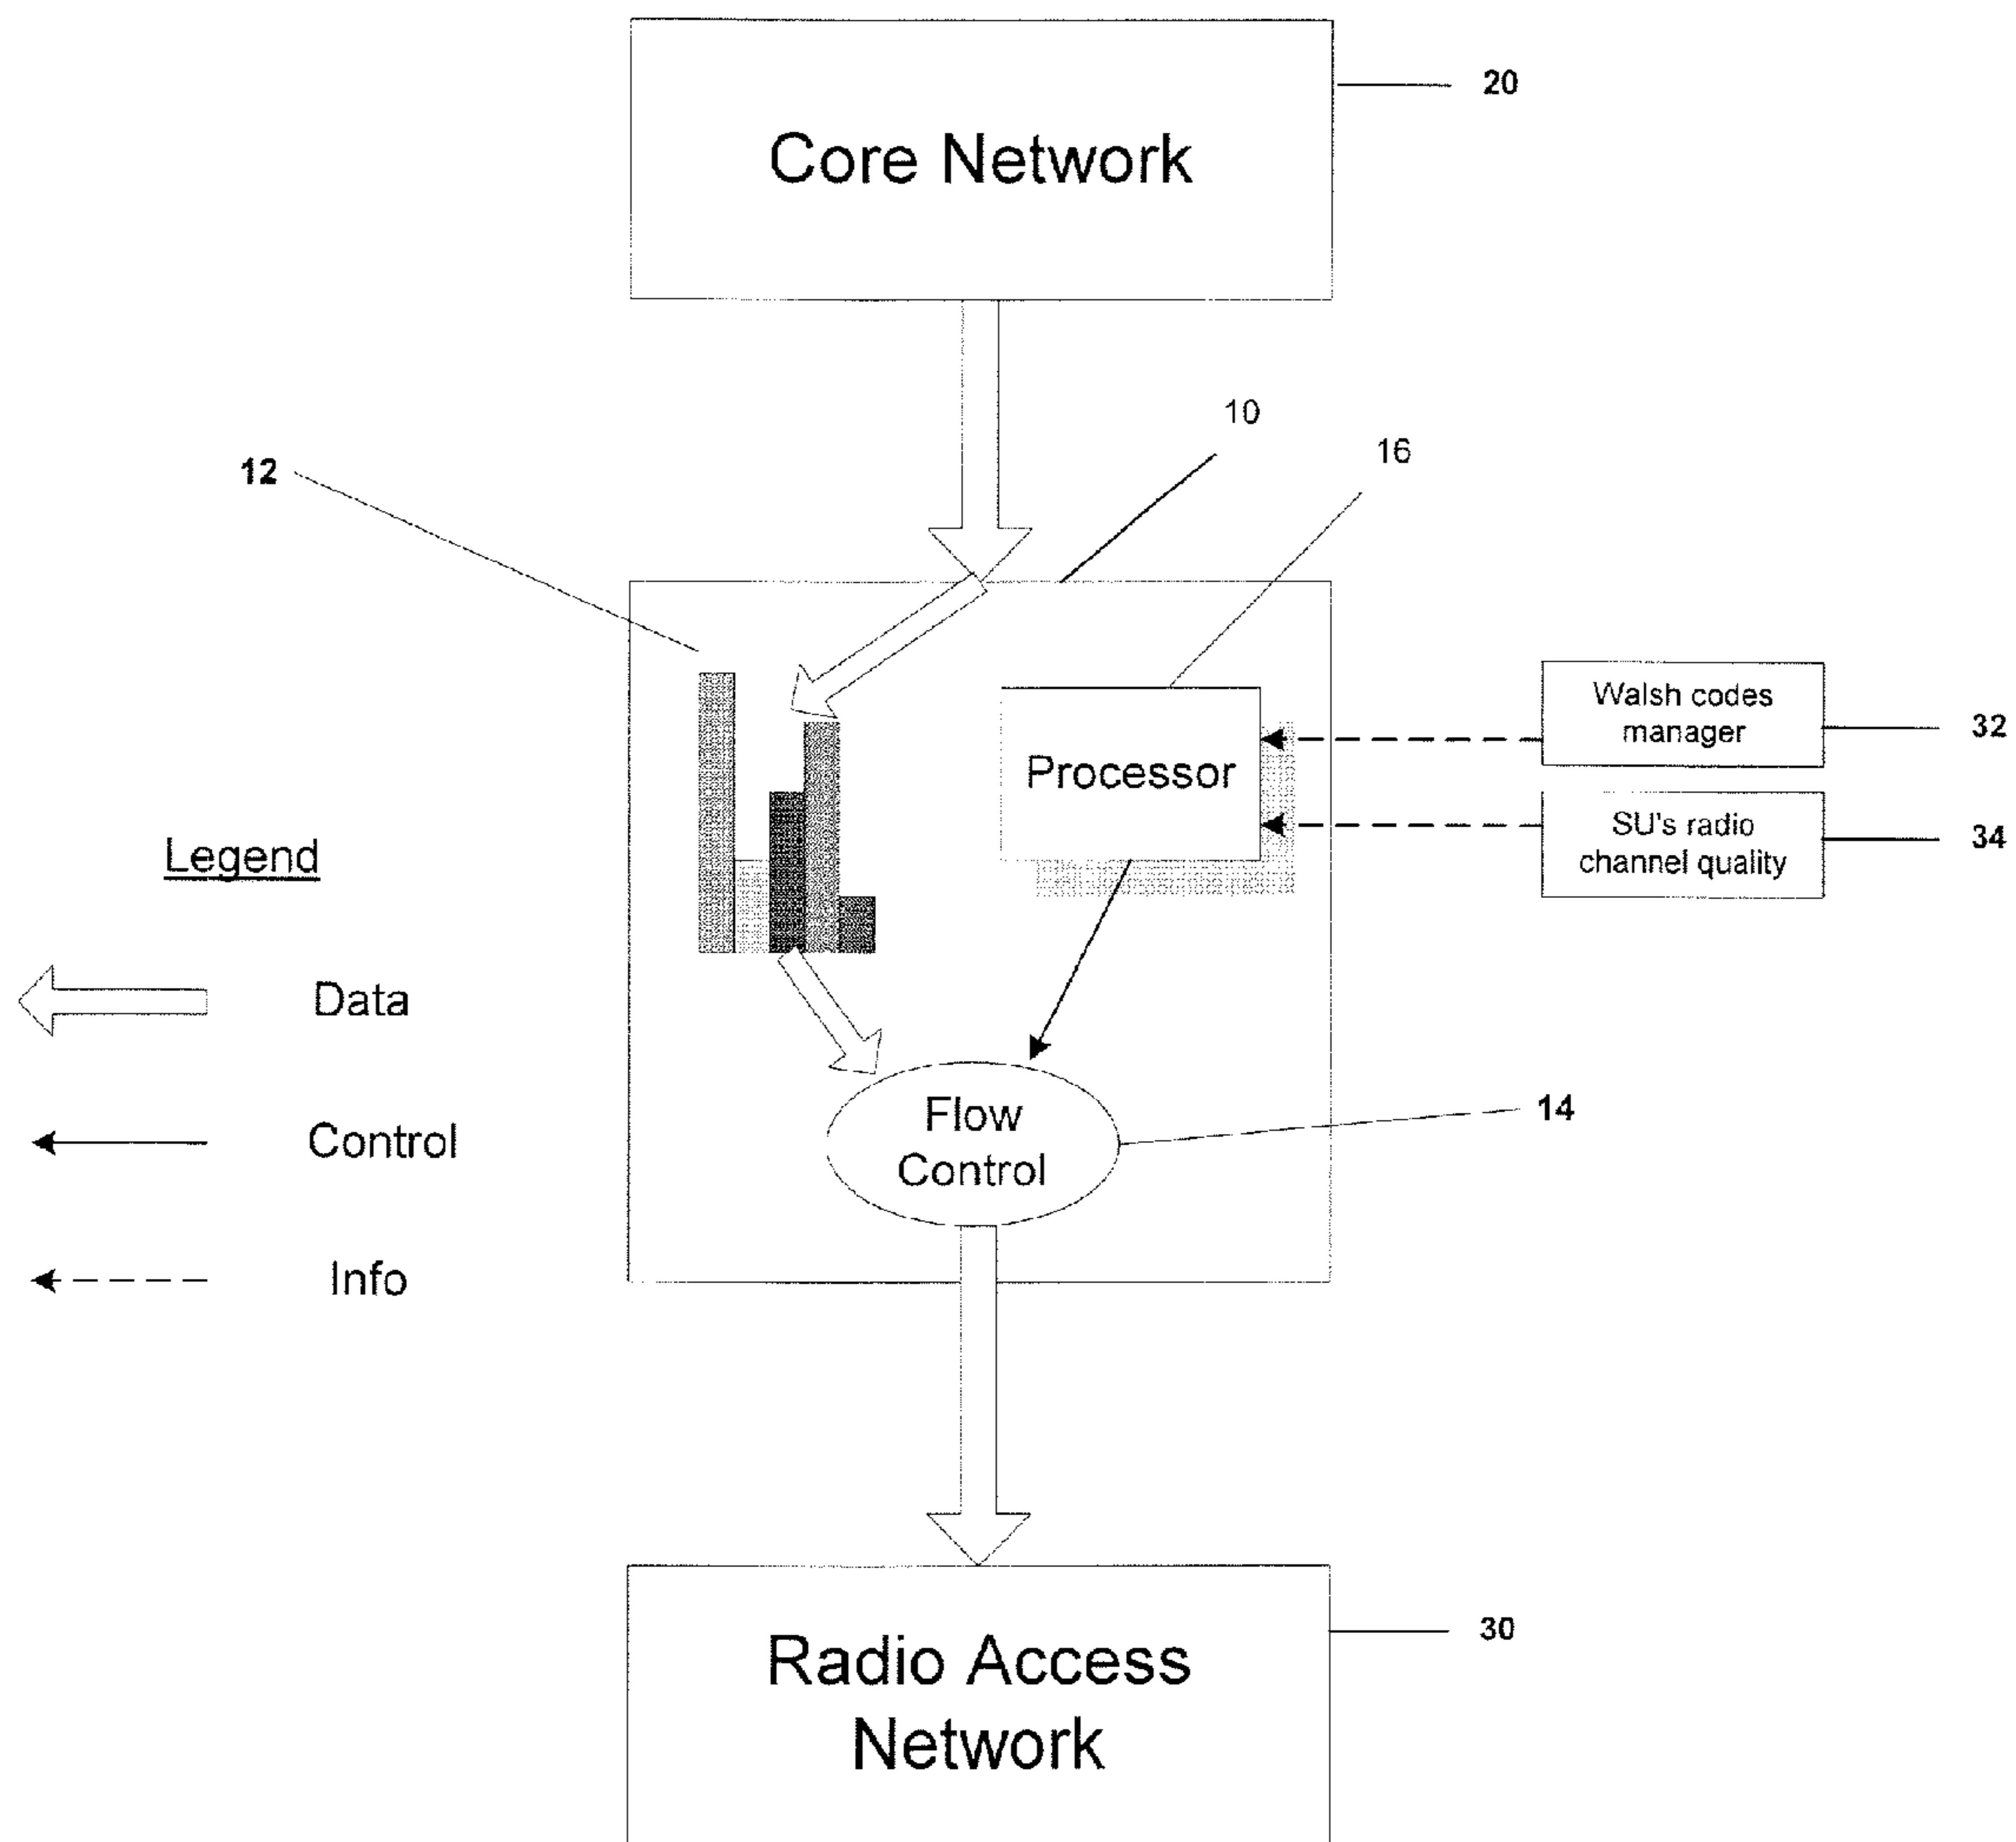 20
Core Network
10
16
12
Walsh codes
manager
32
Processor
SU's radio
channel quality
34
Legend
Data
Flow
Control
14
Control
Info
30
Radio Access
Network